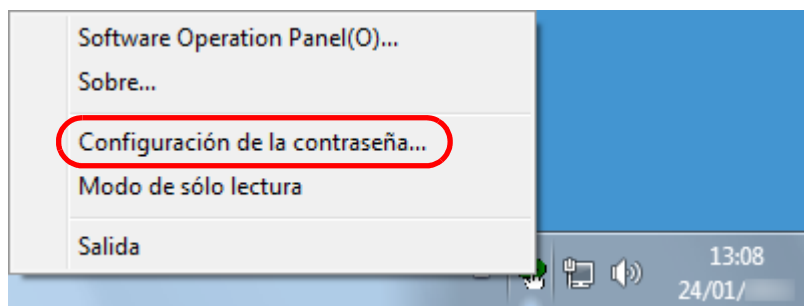 Software Operation Panel(O)...
Sobre...
Configuración de la contraseña...
Modo de sólo lectura
Salida
13:08
24/01/